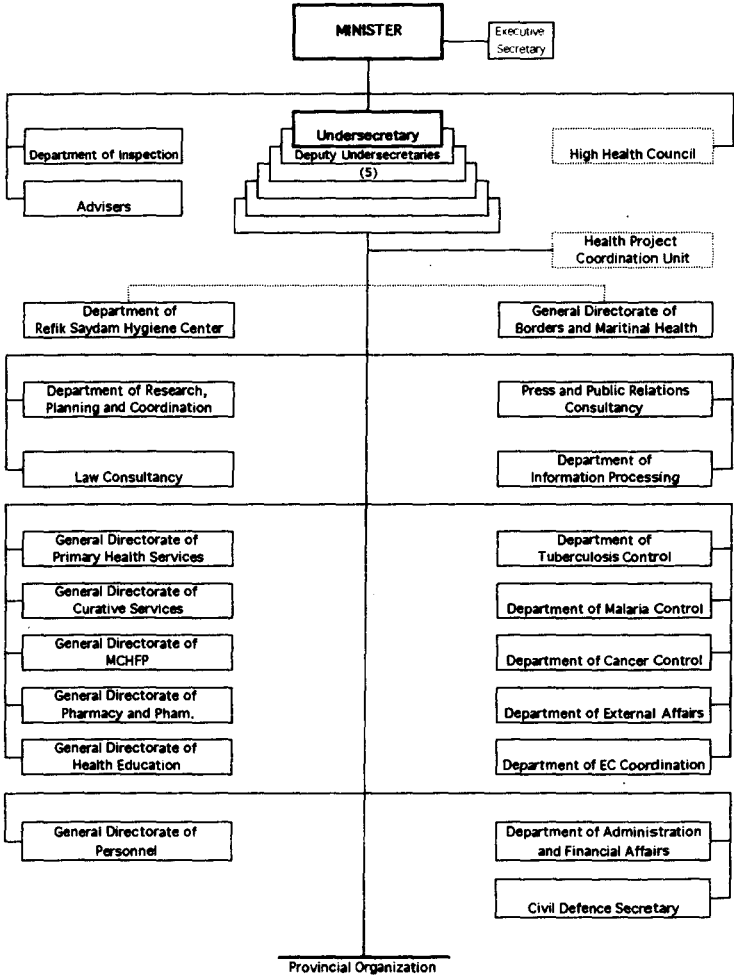 MINISTER
Executive
Secretary
Undersecretary
Deputy Undersecretaries
(5)
Department of Inspection
High Health Council
Advisers
Health Project
Coordination Unit
Department of
Refik Saydam Hygiene Center
General Directorate of
Borders and Maritinal Health
Department of Research,
Planning and Coordination
Press and Public Relations
Consultancy
Law Consultancy
Department of
Information Processing
General Directorate of
Primary Health Services
Department of
Tuberculosis Control
General Directorate of
Curative Services
Department of Malaria Control
General Directorate of
MCHFP
Department of Cancer Control
General Directorate of
Pharmacy and Pham.
Department of External Affairs
General Directorate of
Health Education
Department of EC Coordination
General Directorate of
Personnel
Department of Administration
and Financial Affairs
Civil Defence Secretary
Provincial Organization